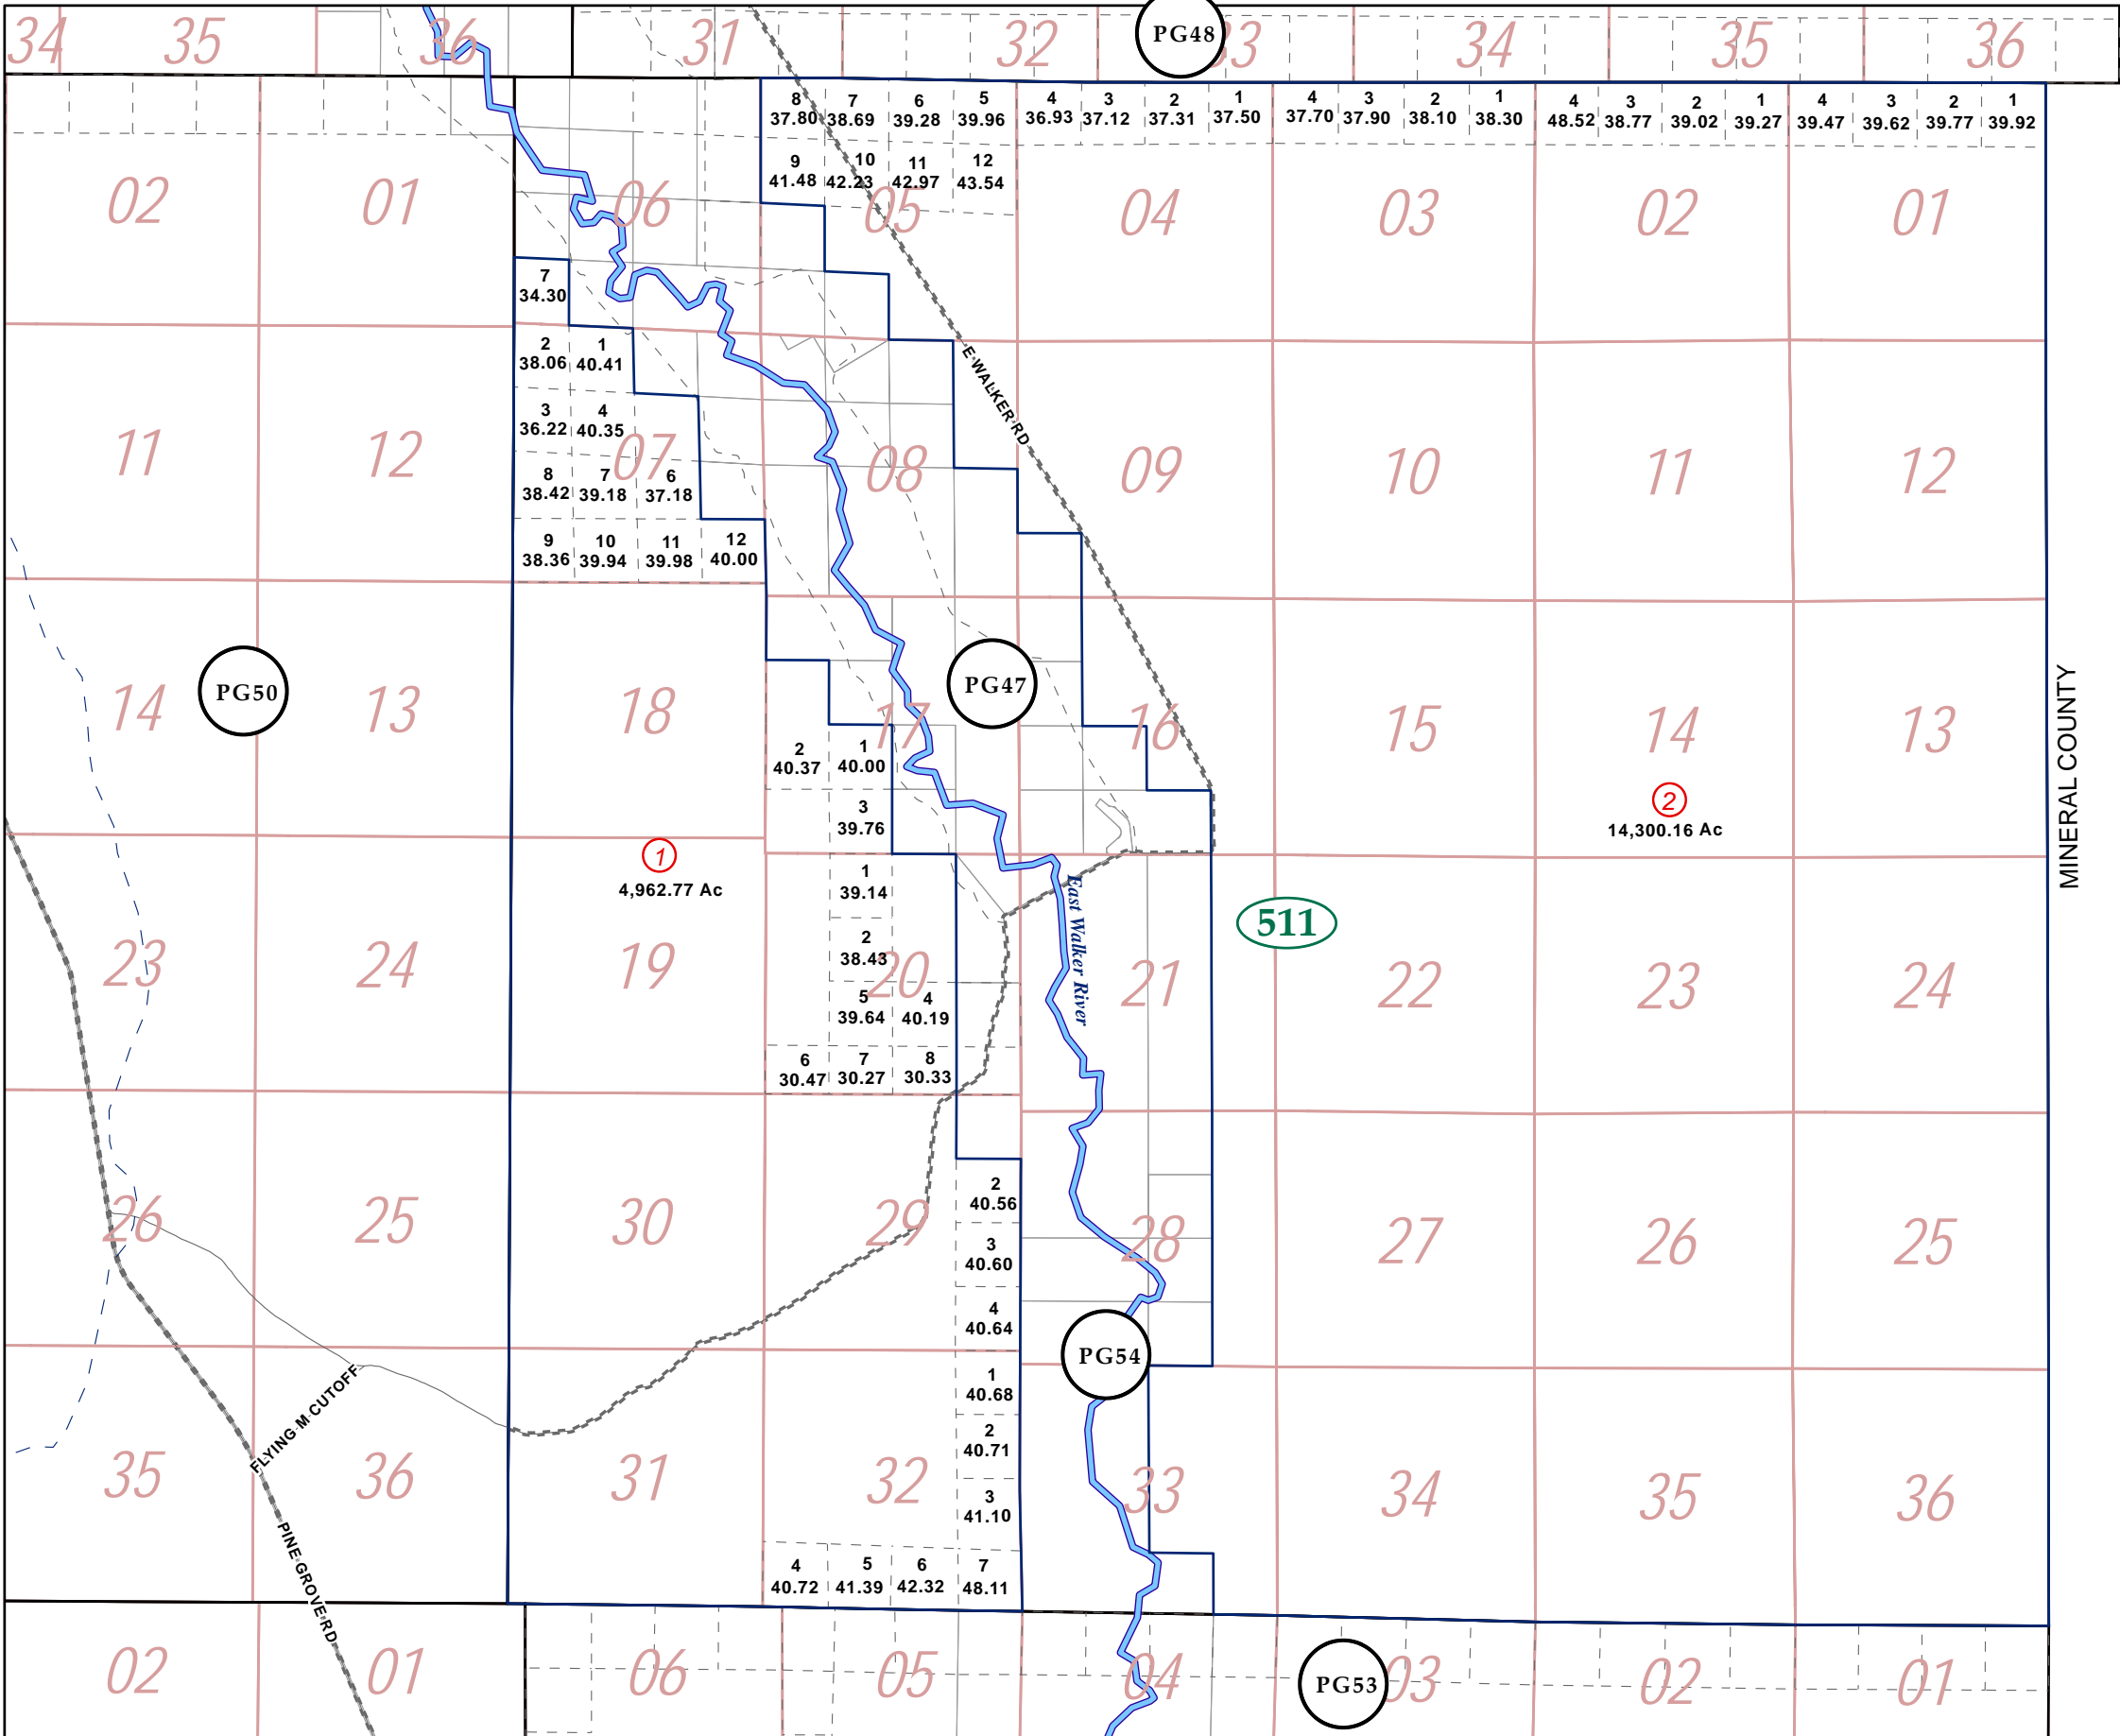 34 35 36 31 32 PG48 33 34 35 36
8 7 6 5 4 3 2 1 4 3 2 1 4 3 2 1 4 3 2 1
37.80 38.69 39.28 39.96 36.93 37.12 37.31 37.50 37.70 37.90 38.10 38.30 48.52 38.77 39.02 39.27 39.47 39.62 39.77 39.92
9 10 11 12
41.48 42.23 42.97 43.54
02 01 06 05 04 03 02 01
7
34.30
2 1
38.06 40.41
E WALKER RD
3 4
36.22 40.35
11 12 07 08 09 10 11 12
8 7 6
38.42 39.18 37.18
9 10 11 12
38.36 39.94 39.98 40.00
PG50 PG47
14 13 18 17 16 15 14 13
MINERAL COUNTY
2 1
40.37 40.00
3
39.76
2
14,300.16 Ac
1
4,962.77 Ac
1
39.14
East Walker River
511
2
38.43
23 24 19 20 21 22 23 24
5 4
39.64 40.19
6 7 8
30.47 30.27 30.33
2
40.56
26 25 30 29 28 27 26 25
3
40.60
4
40.64
PG54
1
40.68
FLYING M CUTOFF
2
40.71
35 36 31 32 33 34 35 36
3
41.10
PINE GROVE RD
4 5 6 7
40.72 41.39 42.32 48.11
02 01 06 05 04 PG53 03 02 01